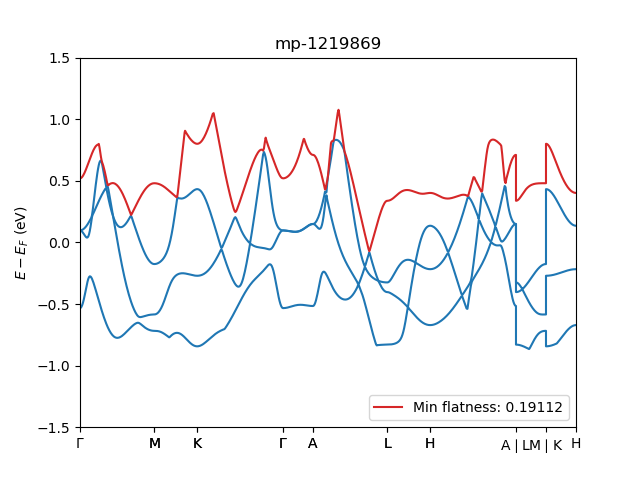 mp-1219869
1.5
1.0
0.5
0.0
−0.5
−1.0
−1.5
E − E_F (eV)
Min flatness: 0.19112
Γ M K Γ A L H A | LM | K H